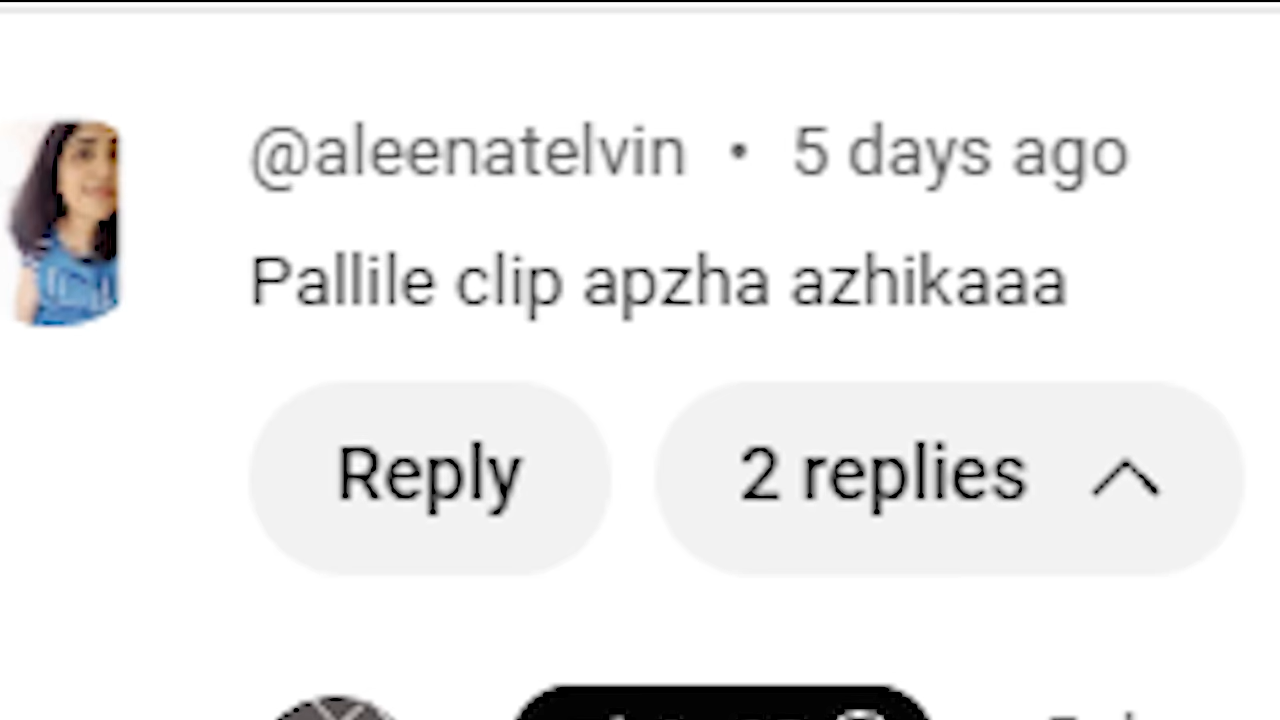 @aleenatelvin • 5 days ago
Pallile clip apzha azhikaaa
Reply 2 replies